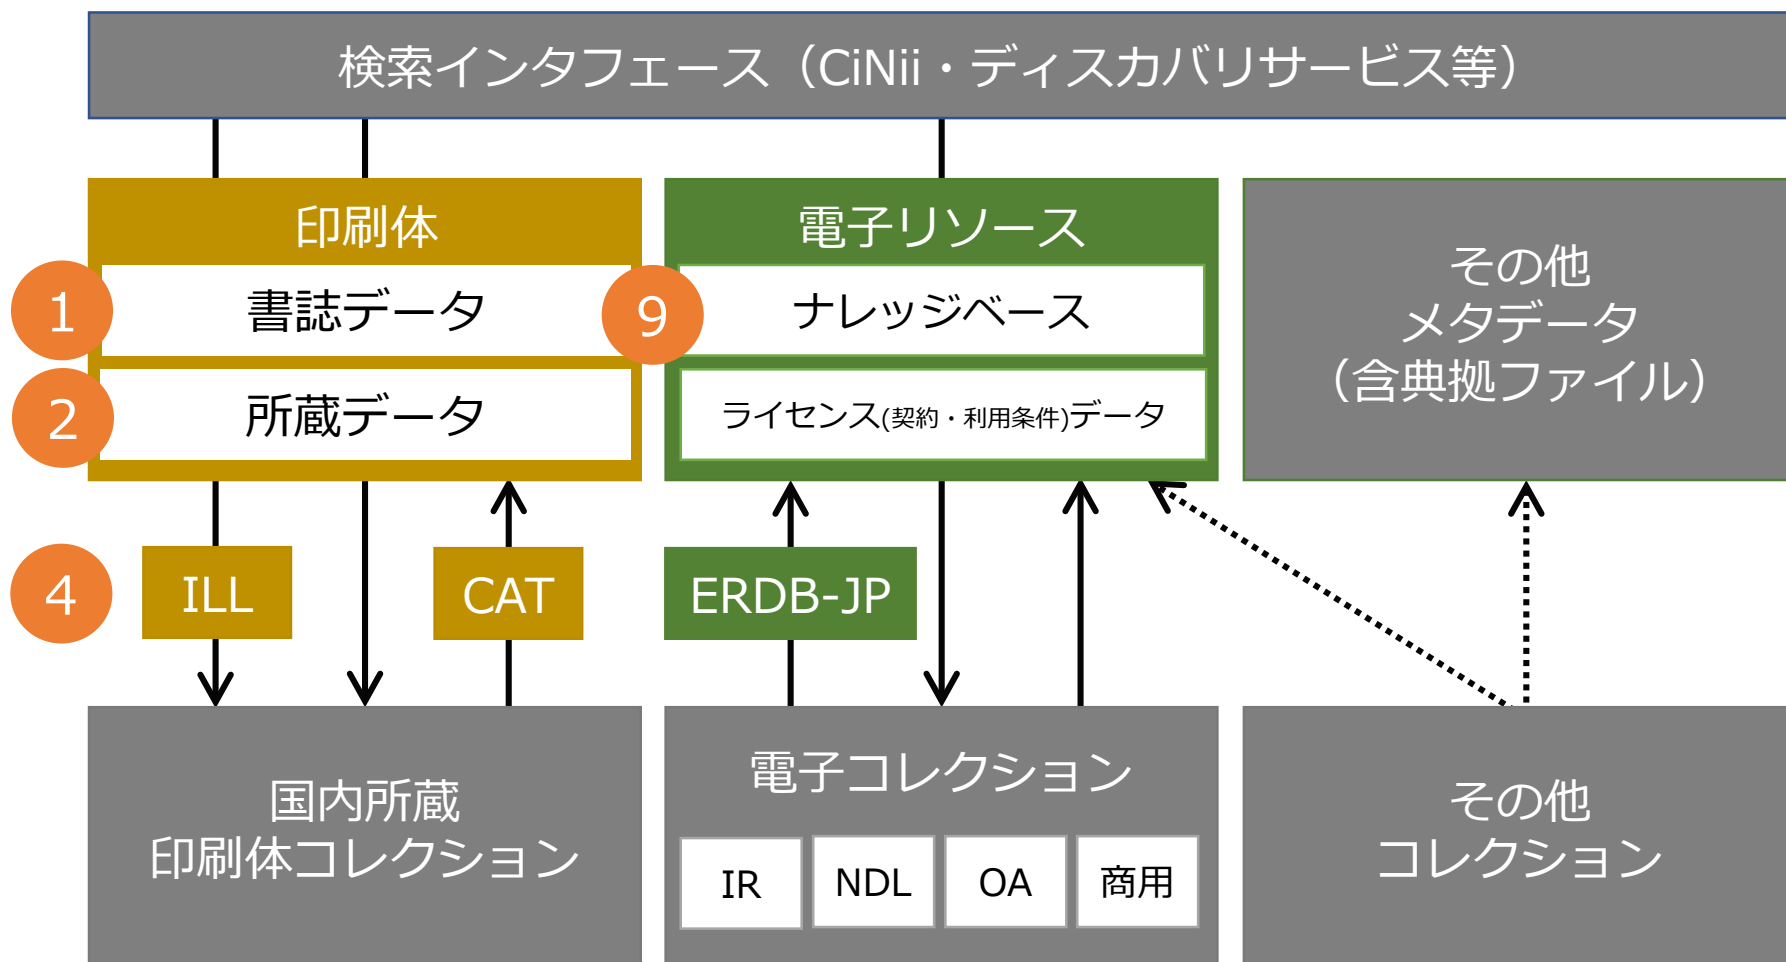 検索インタフェース（CiNii・ディスカバリサービス等）
印刷体
1
書誌データ
2
所蔵データ
電子リソース
9
ナレッジベース
ライセンス(契約・利用条件)データ
その他
メタデータ
（含典拠ファイル）
4
ILL
CAT
ERDB-JP
国内所蔵
印刷体コレクション
電子コレクション
IR
NDL
OA
商用
その他
コレクション